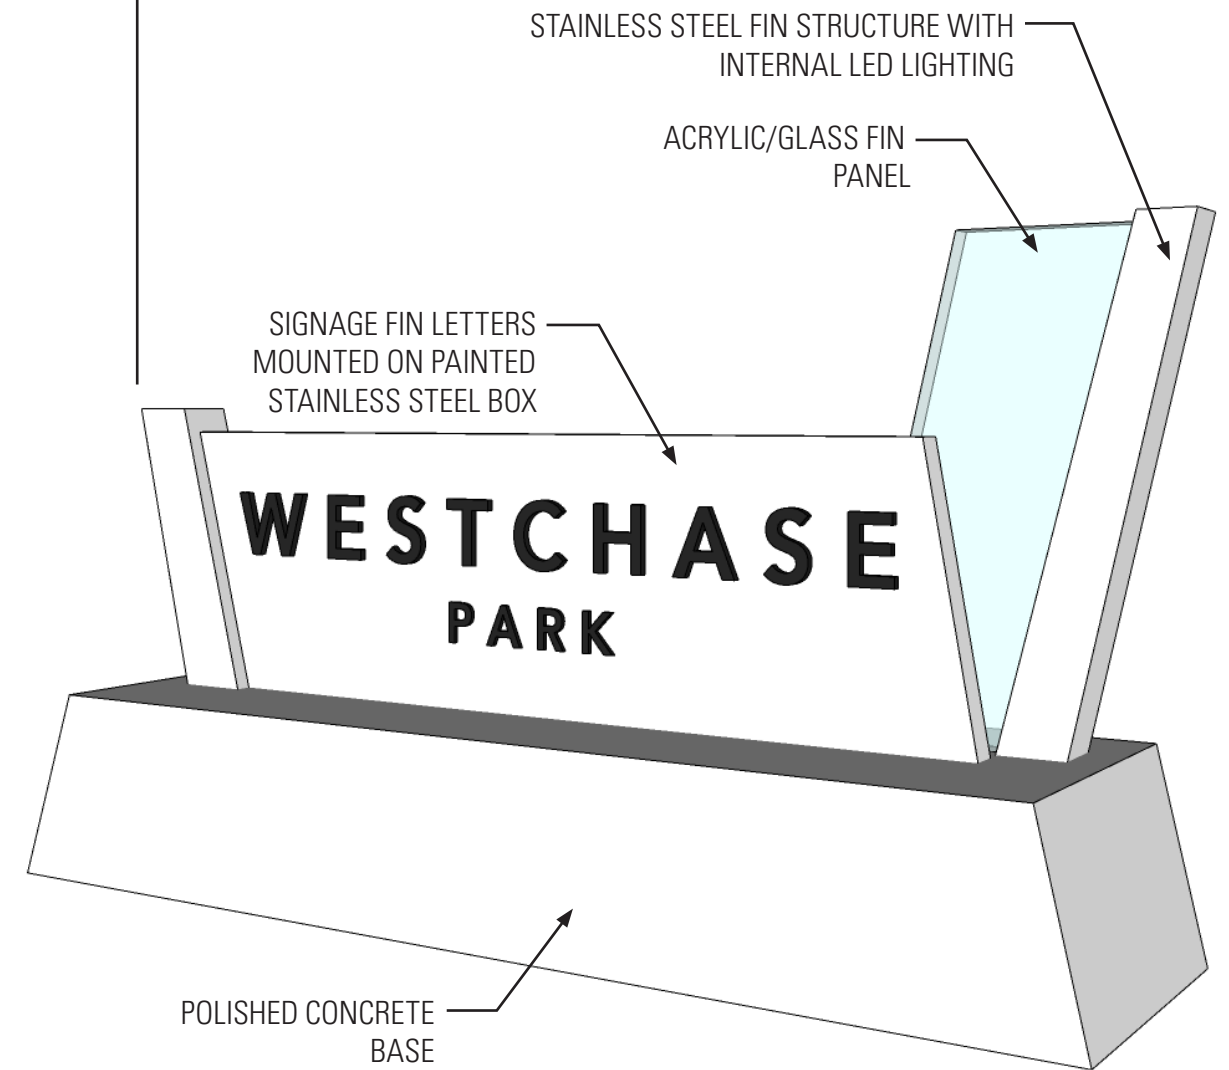 STAINLESS STEEL FIN STRUCTURE WITH
INTERNAL LED LIGHTING
ACRYLIC/GLASS FIN
PANEL
SIGNAGE FIN LETTERS
MOUNTED ON PAINTED
STAINLESS STEEL BOX
WESTCHASE
PARK
POLISHED CONCRETE
BASE